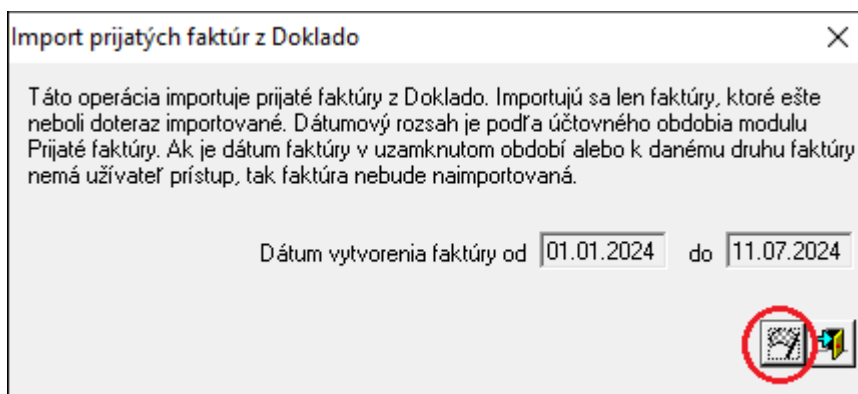 Import prijatých faktúr z Doklado
Táto operácia importuje prijaté faktúry z Doklado. Importujú sa len faktúry, ktoré ešte
neboli doteraz importované. Dátumový rozsah je podľa účtovného obdobia modulu
Prijaté faktúry. Ak je dátum faktúry v uzamknutom období alebo k danému druhu faktúry
nemá užívateľ prístup, tak faktúra nebude naimportovaná.
Dátum vytvorenia faktúry od 01.01.2024 do 11.07.2024